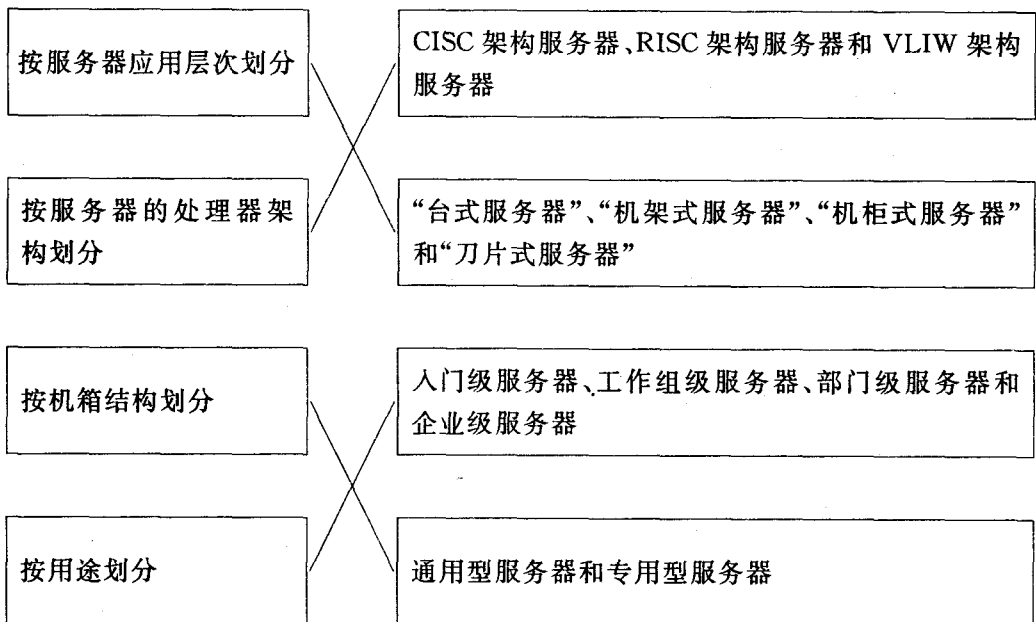 按服务器应用层次划分
CISC 架构服务器、RISC 架构服务器和 VLIW 架构
服务器
按服务器的处理器架
构划分
“台式服务器”、“机架式服务器”、“机柜式服务器”
和“刀片式服务器”
按机箱结构划分
入门级服务器、工作组级服务器、部门级服务器和
企业级服务器
按用途划分
通用型服务器和专用型服务器